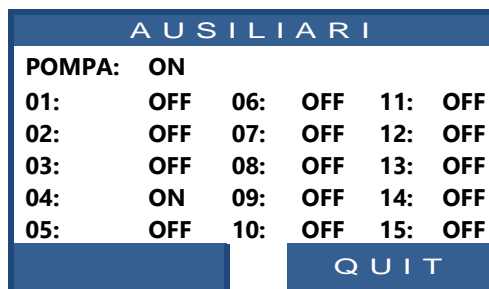 AUSILIARI
POMPA: ON
01: OFF 06: OFF 11: OFF
02: OFF 07: OFF 12: OFF
03: OFF 08: OFF 13: OFF
04: ON 09: OFF 14: OFF
05: OFF 10: OFF 15: OFF
QUIT